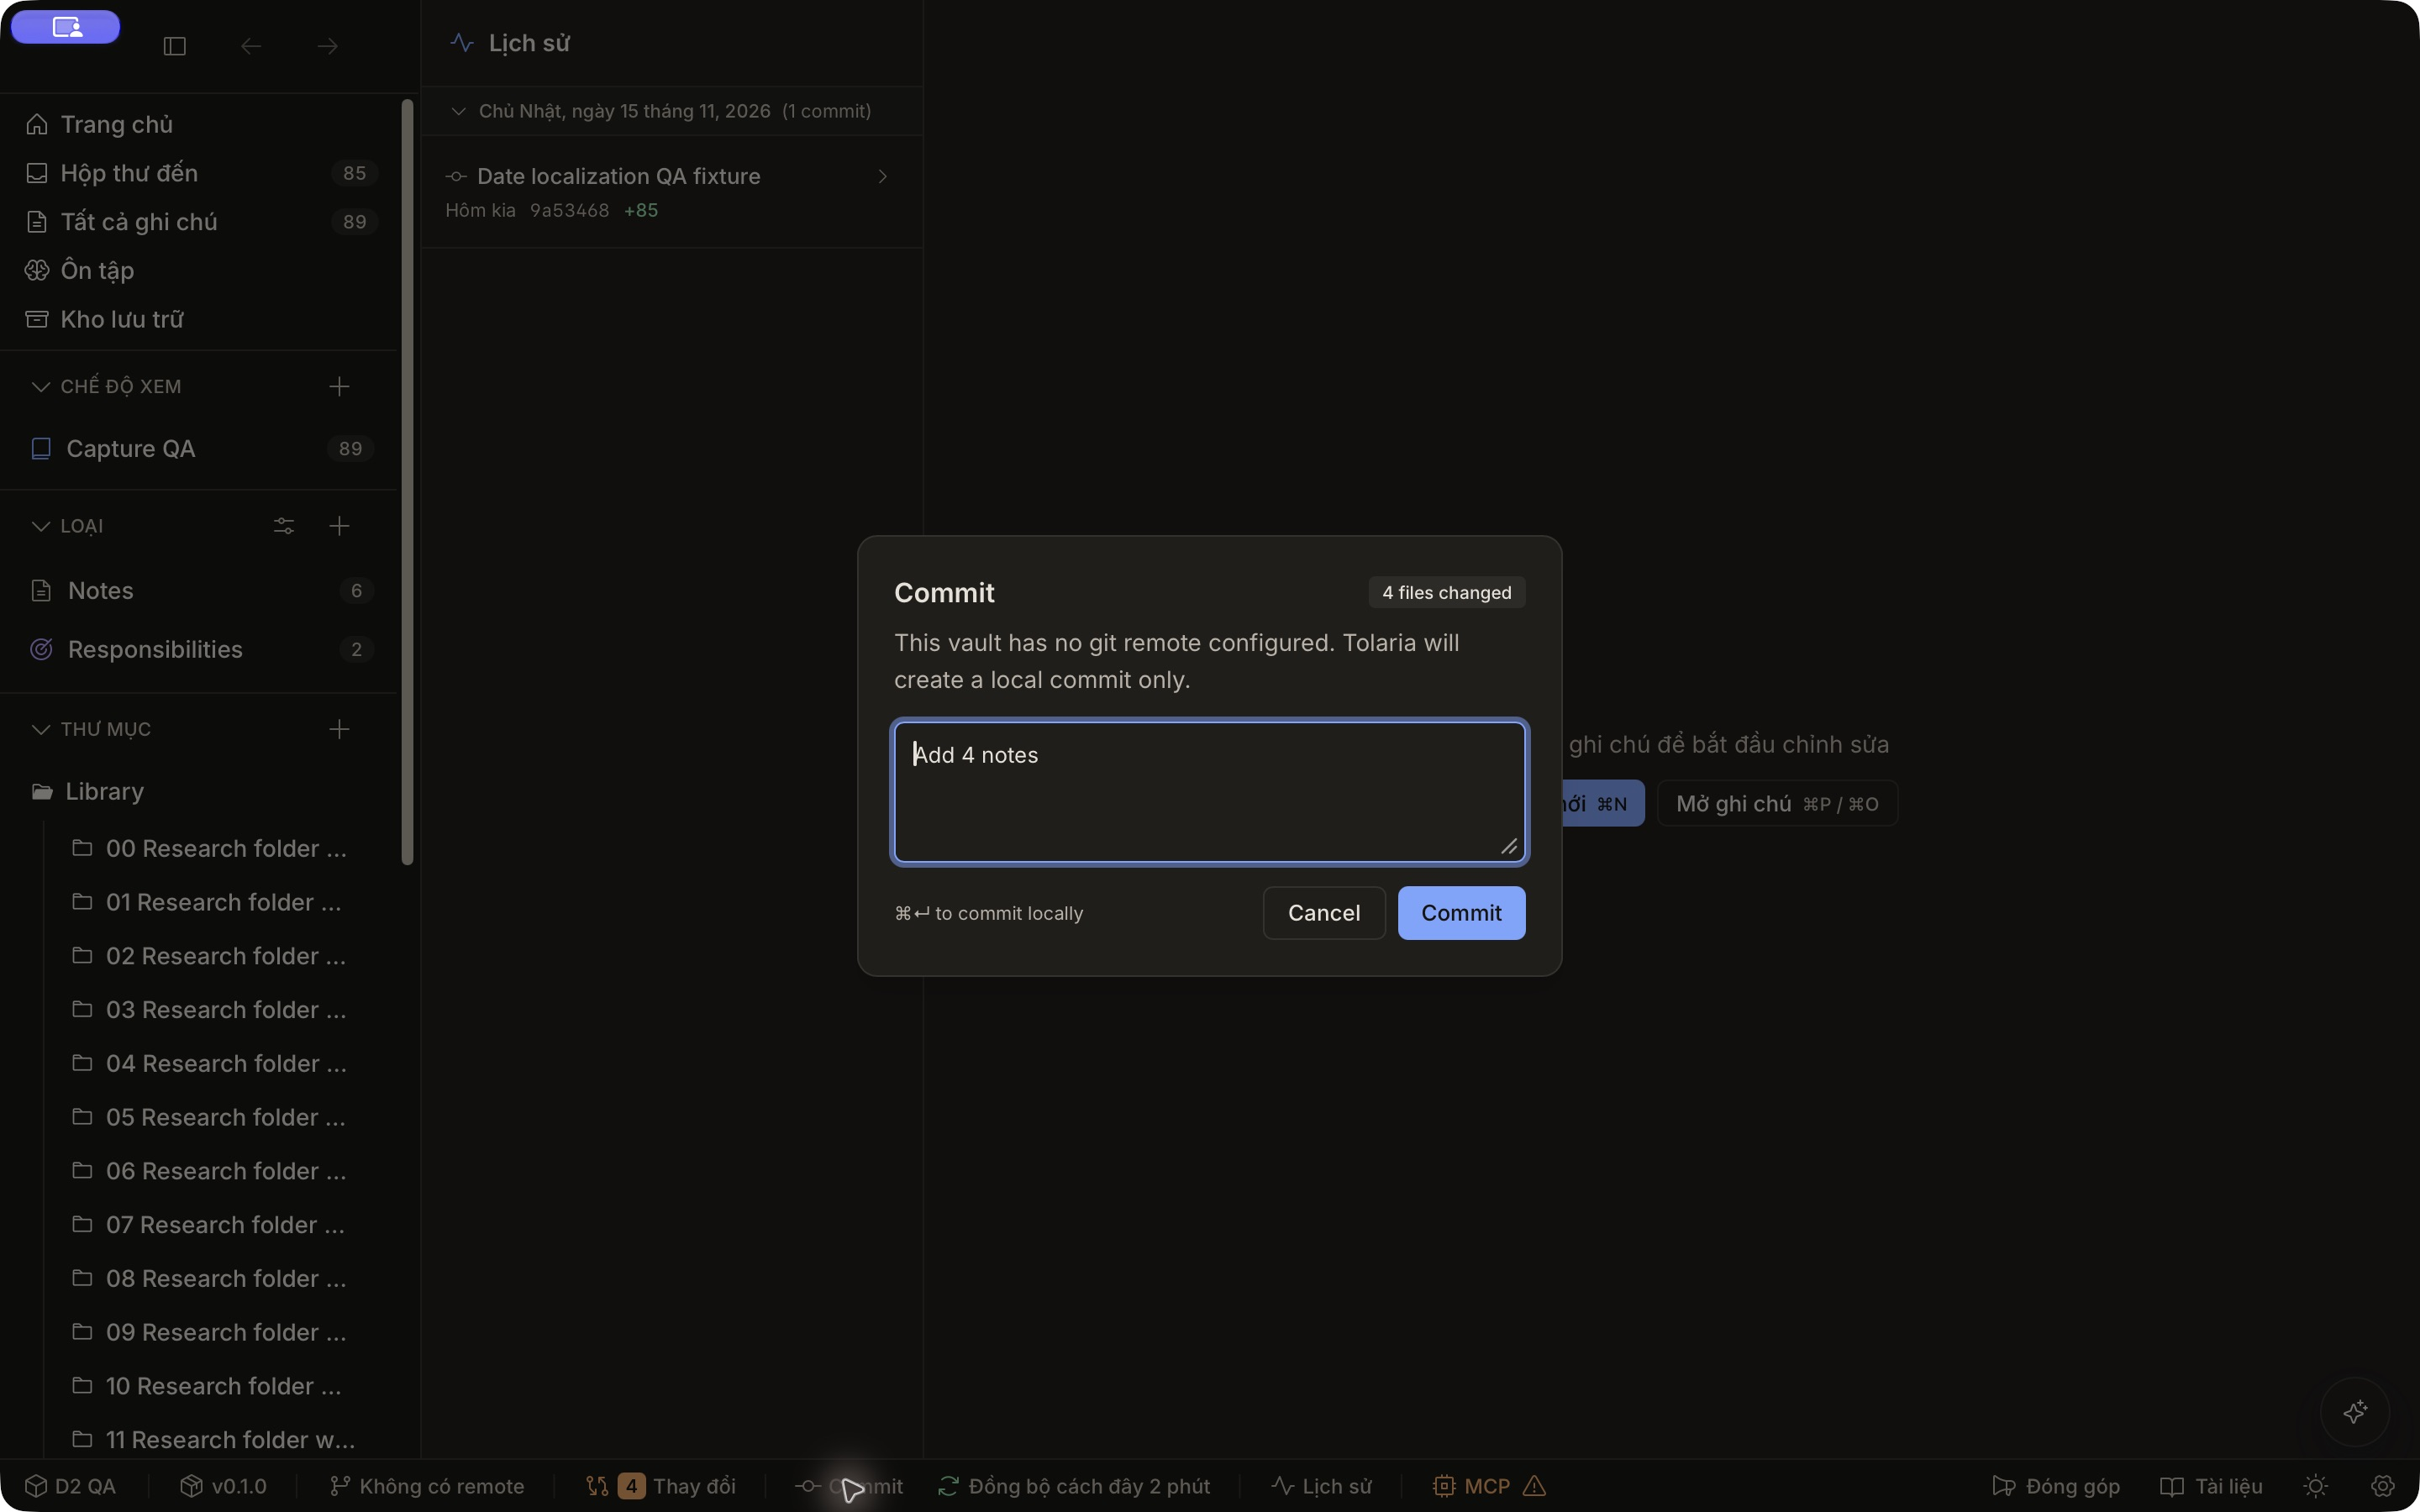 Lịch sử
Chủ Nhật, ngày 15 tháng 11, 2026 (1 commit)
Date localization QA fixture
Hôm kia 9a53468 +85
Trang chủ
Hộp thư đến 85
Tất cả ghi chú 89
Ôn tập
Kho lưu trữ
CHẾ ĐỘ XEM
Capture QA 89
LOẠI
Notes 6
Responsibilities 2
THƯ MỤC
Library
00 Research folder ...
01 Research folder ...
02 Research folder ...
03 Research folder ...
04 Research folder ...
05 Research folder ...
06 Research folder ...
07 Research folder ...
08 Research folder ...
09 Research folder ...
10 Research folder ...
11 Research folder w...
Commit
4 files changed
This vault has no git remote configured. Tolaria will
create a local commit only.
Add 4 notes
⌘↵ to commit locally
Cancel
Commit
ghi chú để bắt đầu chỉnh sửa
⌘N
Mở ghi chú ⌘P / ⌘O
D2 QA
v0.1.0
Không có remote
4 Thay đổi
Đồng bộ cách đây 2 phút
Lịch sử
MCP
Đóng góp
Tài liệu